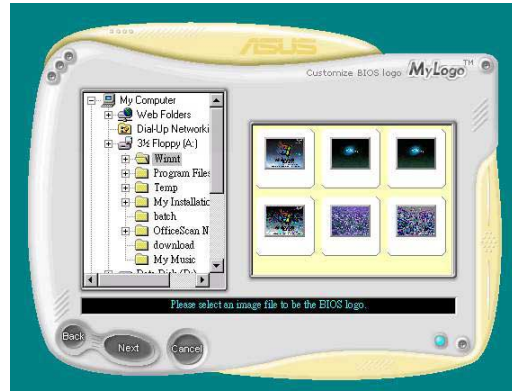 ASUS
Customize BIOS logo MyLogo™
My Computer
Web Folders
Dial-Up Networki
3½ Floppy (A:)
Winnt
Program Files
Temp
My Installatic
batch
OfficeScan N
download
My Music
Please select an image file to be the BIOS logo.
Back
Next
Cancel